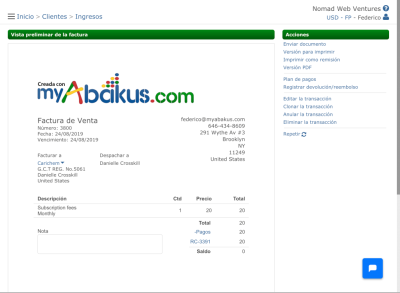 Nomad Web Ventures
Inicio > Clientes > Ingresos
USD - FP - Federico
Vista preliminar de la factura
Creada con
myAbakus.com
Factura de Venta
Número: 3800
Fecha: 24/08/2019
Vencimiento: 24/08/2019
federico@myabakus.com
646-434-8609
291 Wythe Av #3
Brooklyn
NY
11249
United States
Facturar a
Carichem
G.C.T REG. No.5061
Danielle Crosskill
United States
Despachar a
Danielle Crosskill
Descripción Ctd Precio Total
Subscription fees 1 20 20
Monthly
Total 20
-Pagos 20
RC-3391 20
Saldo 0
Nota
Acciones
Enviar documento
Versión para imprimir
Imprimir como remisión
Versión PDF
Plan de pagos
Registrar devolución/reembolso
Editar la transacción
Clonar la transacción
Anular la transacción
Eliminar la transacción
Repetir